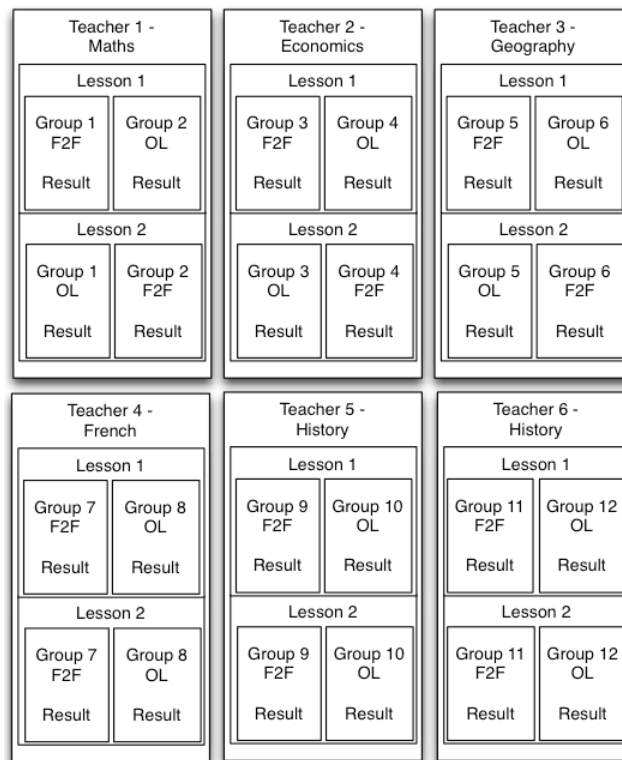 Teacher 1 -
Maths
Lesson 1
Group 1
F2F
Result
Group 2
OL
Result
Lesson 2
Group 1
OL
Result
Group 2
F2F
Result
Teacher 2 -
Economics
Lesson 1
Group 3
F2F
Result
Group 4
OL
Result
Lesson 2
Group 3
OL
Result
Group 4
F2F
Result
Teacher 3 -
Geography
Lesson 1
Group 5
F2F
Result
Group 6
OL
Result
Lesson 2
Group 5
OL
Result
Group 6
F2F
Result
Teacher 4 -
French
Lesson 1
Group 7
F2F
Result
Group 8
OL
Result
Lesson 2
Group 7
F2F
Result
Group 8
OL
Result
Teacher 5 -
History
Lesson 1
Group 9
F2F
Result
Group 10
OL
Result
Lesson 2
Group 9
F2F
Result
Group 10
OL
Result
Teacher 6 -
History
Lesson 1
Group 11
F2F
Result
Group 12
OL
Result
Lesson 2
Group 11
F2F
Result
Group 12
OL
Result